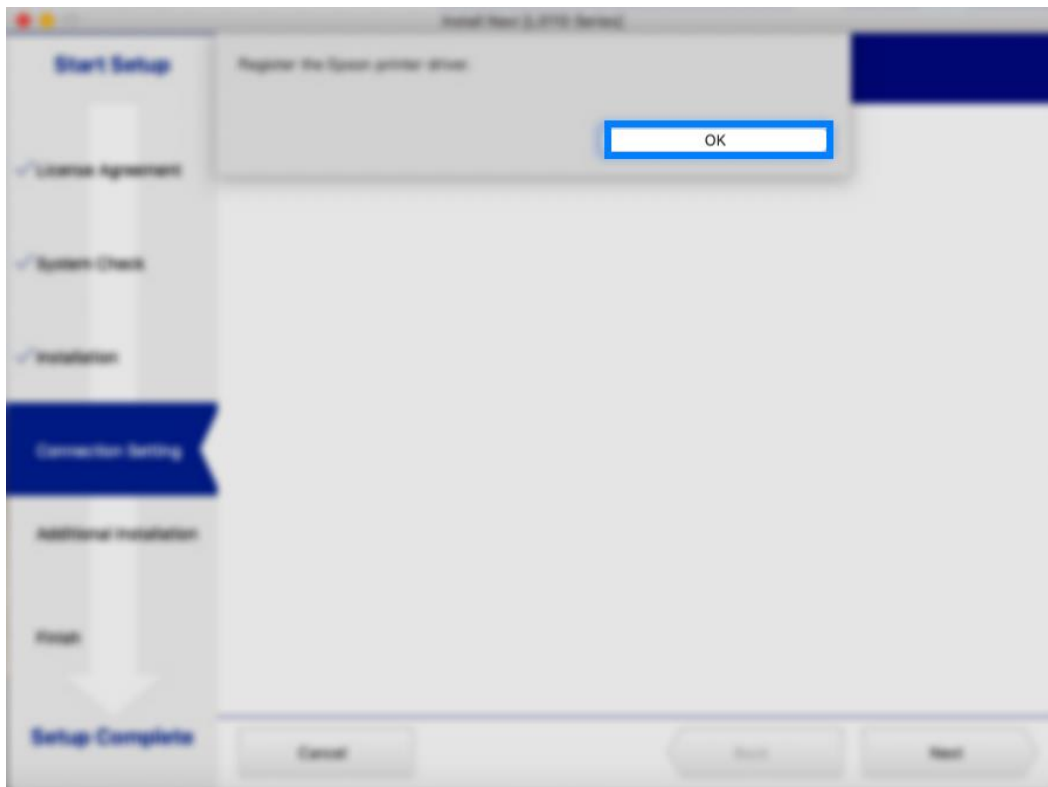 Start Setup
Register the Epson printer driver.
OK
License Agreement
System Check
Installation
Connection Setting
Additional Installation
Finish
Setup Complete
Cancel
Back
Next